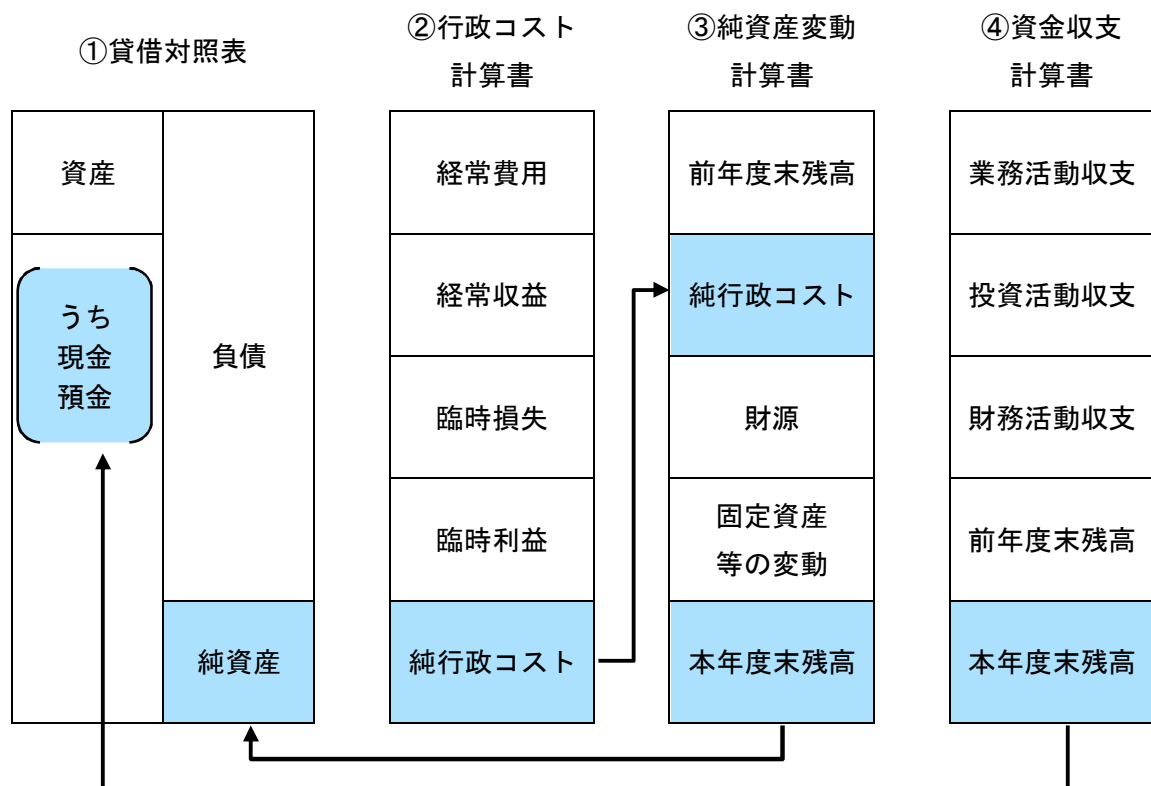 ①貸借対照表
②行政コスト
計算書
③純資産変動
計算書
④資金収支
計算書
資産
うち
現金
預金
負債
純資産
経常費用
経常収益
臨時損失
臨時利益
純行政コスト
前年度末残高
純行政コスト
財源
固定資産
等の変動
本年度末残高
業務活動収支
投資活動収支
財務活動収支
前年度末残高
本年度末残高